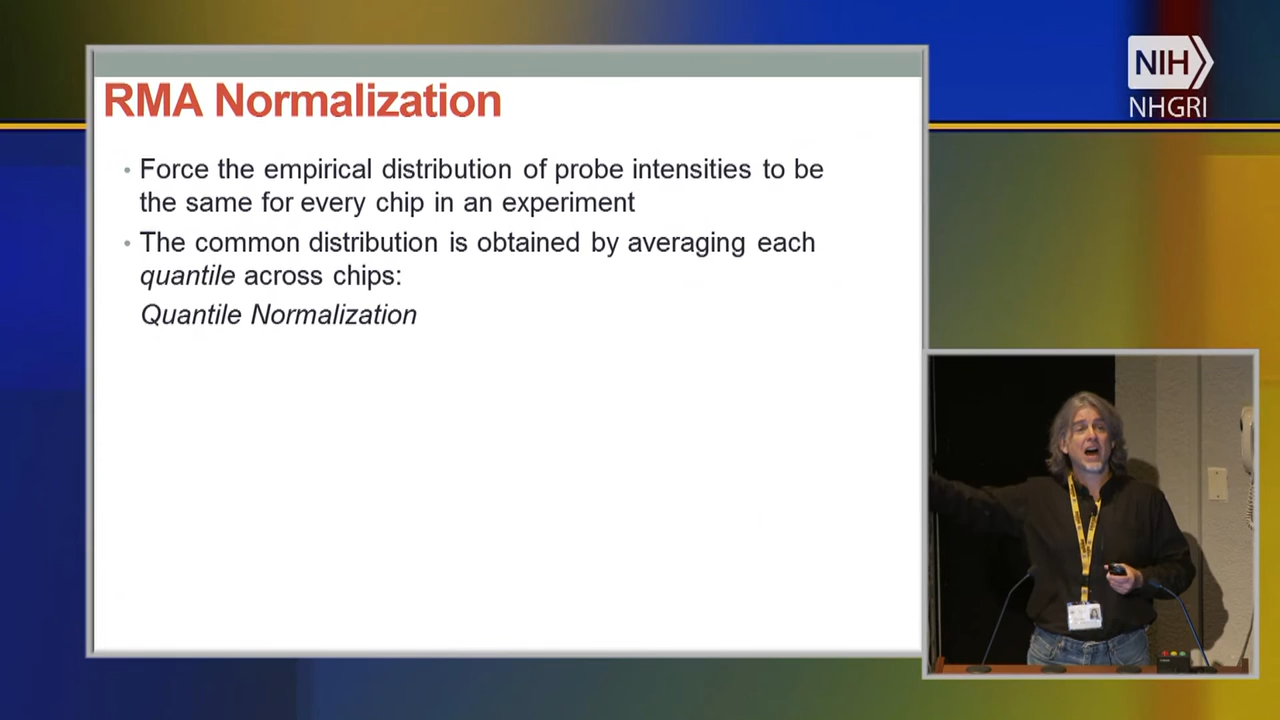 NIH
NHGRI
RMA Normalization
• Force the empirical distribution of probe intensities to be
the same for every chip in an experiment
• The common distribution is obtained by averaging each
quantile across chips:
Quantile Normalization